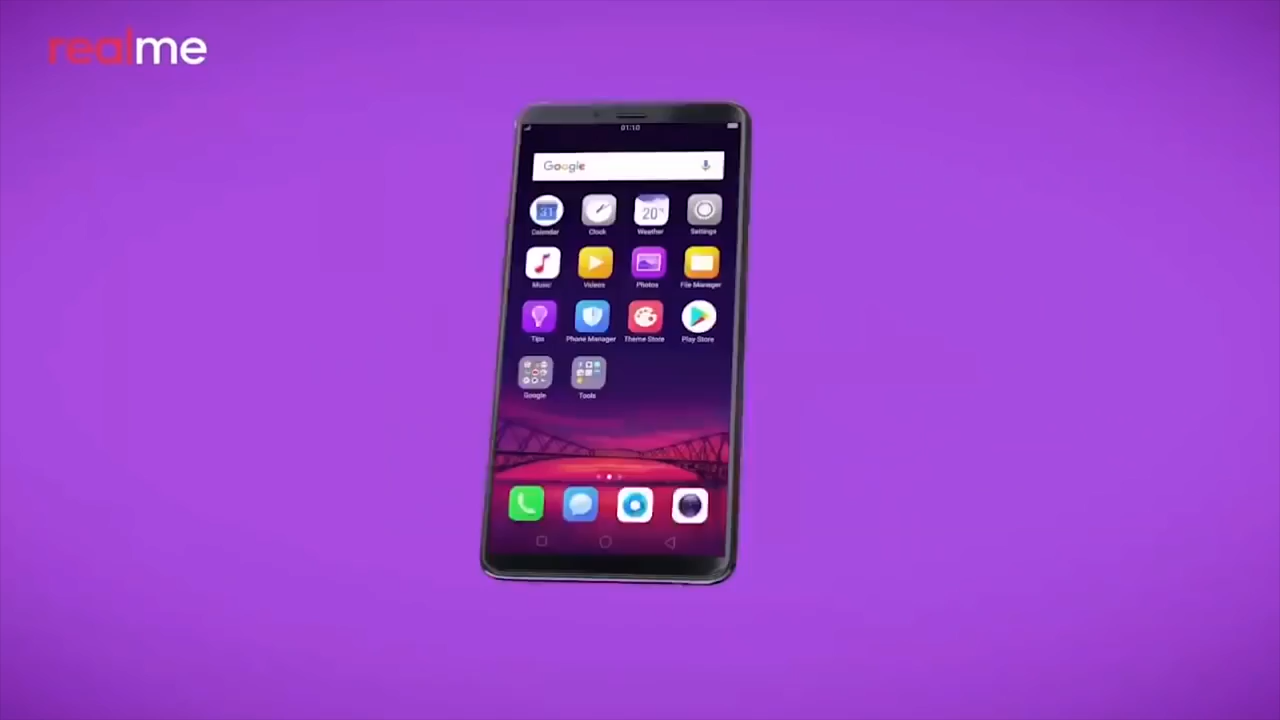 realme
01:10
Google
31
20°
Calendar
Clock
Weather
Settings
Music
Videos
Photos
File Manager
Tips
Phone Manager
Theme Store
Play Store
Google
Tools